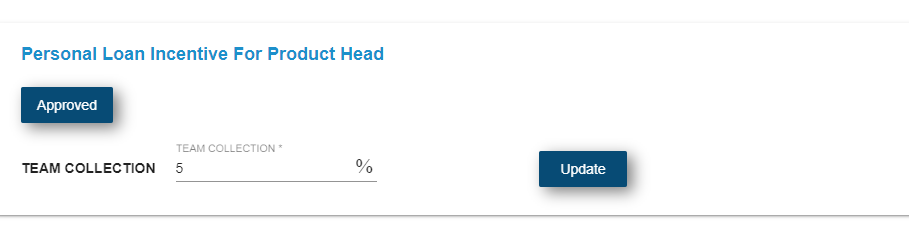 Personal Loan Incentive For Product Head
Approved
TEAM COLLECTION *
TEAM COLLECTION 5 % Update